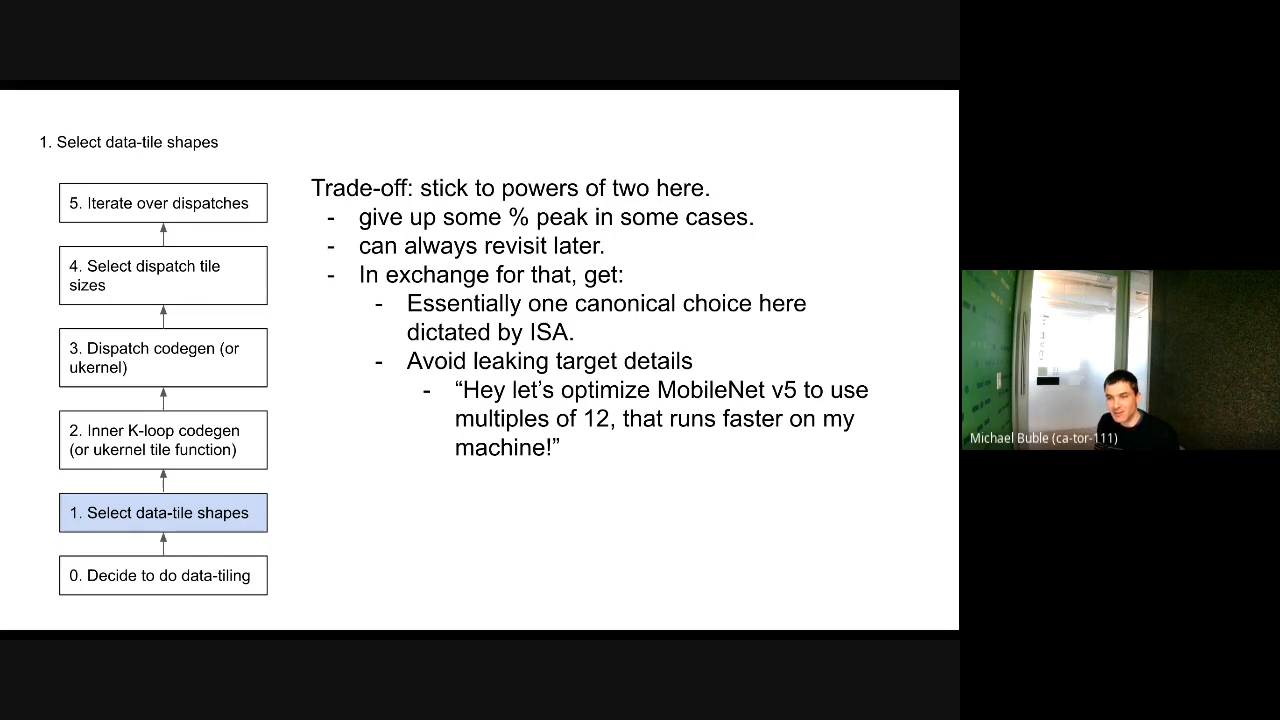 1. Select data-tile shapes
5. Iterate over dispatches
4. Select dispatch tile
sizes
3. Dispatch codegen (or
ukernel)
2. Inner K-loop codegen
(or ukernel tile function)
1. Select data-tile shapes
0. Decide to do data-tiling
Trade-off: stick to powers of two here.
- give up some % peak in some cases.
- can always revisit later.
- In exchange for that, get:
- Essentially one canonical choice here
dictated by ISA.
- Avoid leaking target details
- “Hey let’s optimize MobileNet v5 to use
multiples of 12, that runs faster on my
machine!”
Michael Buble (ca-tor-111)